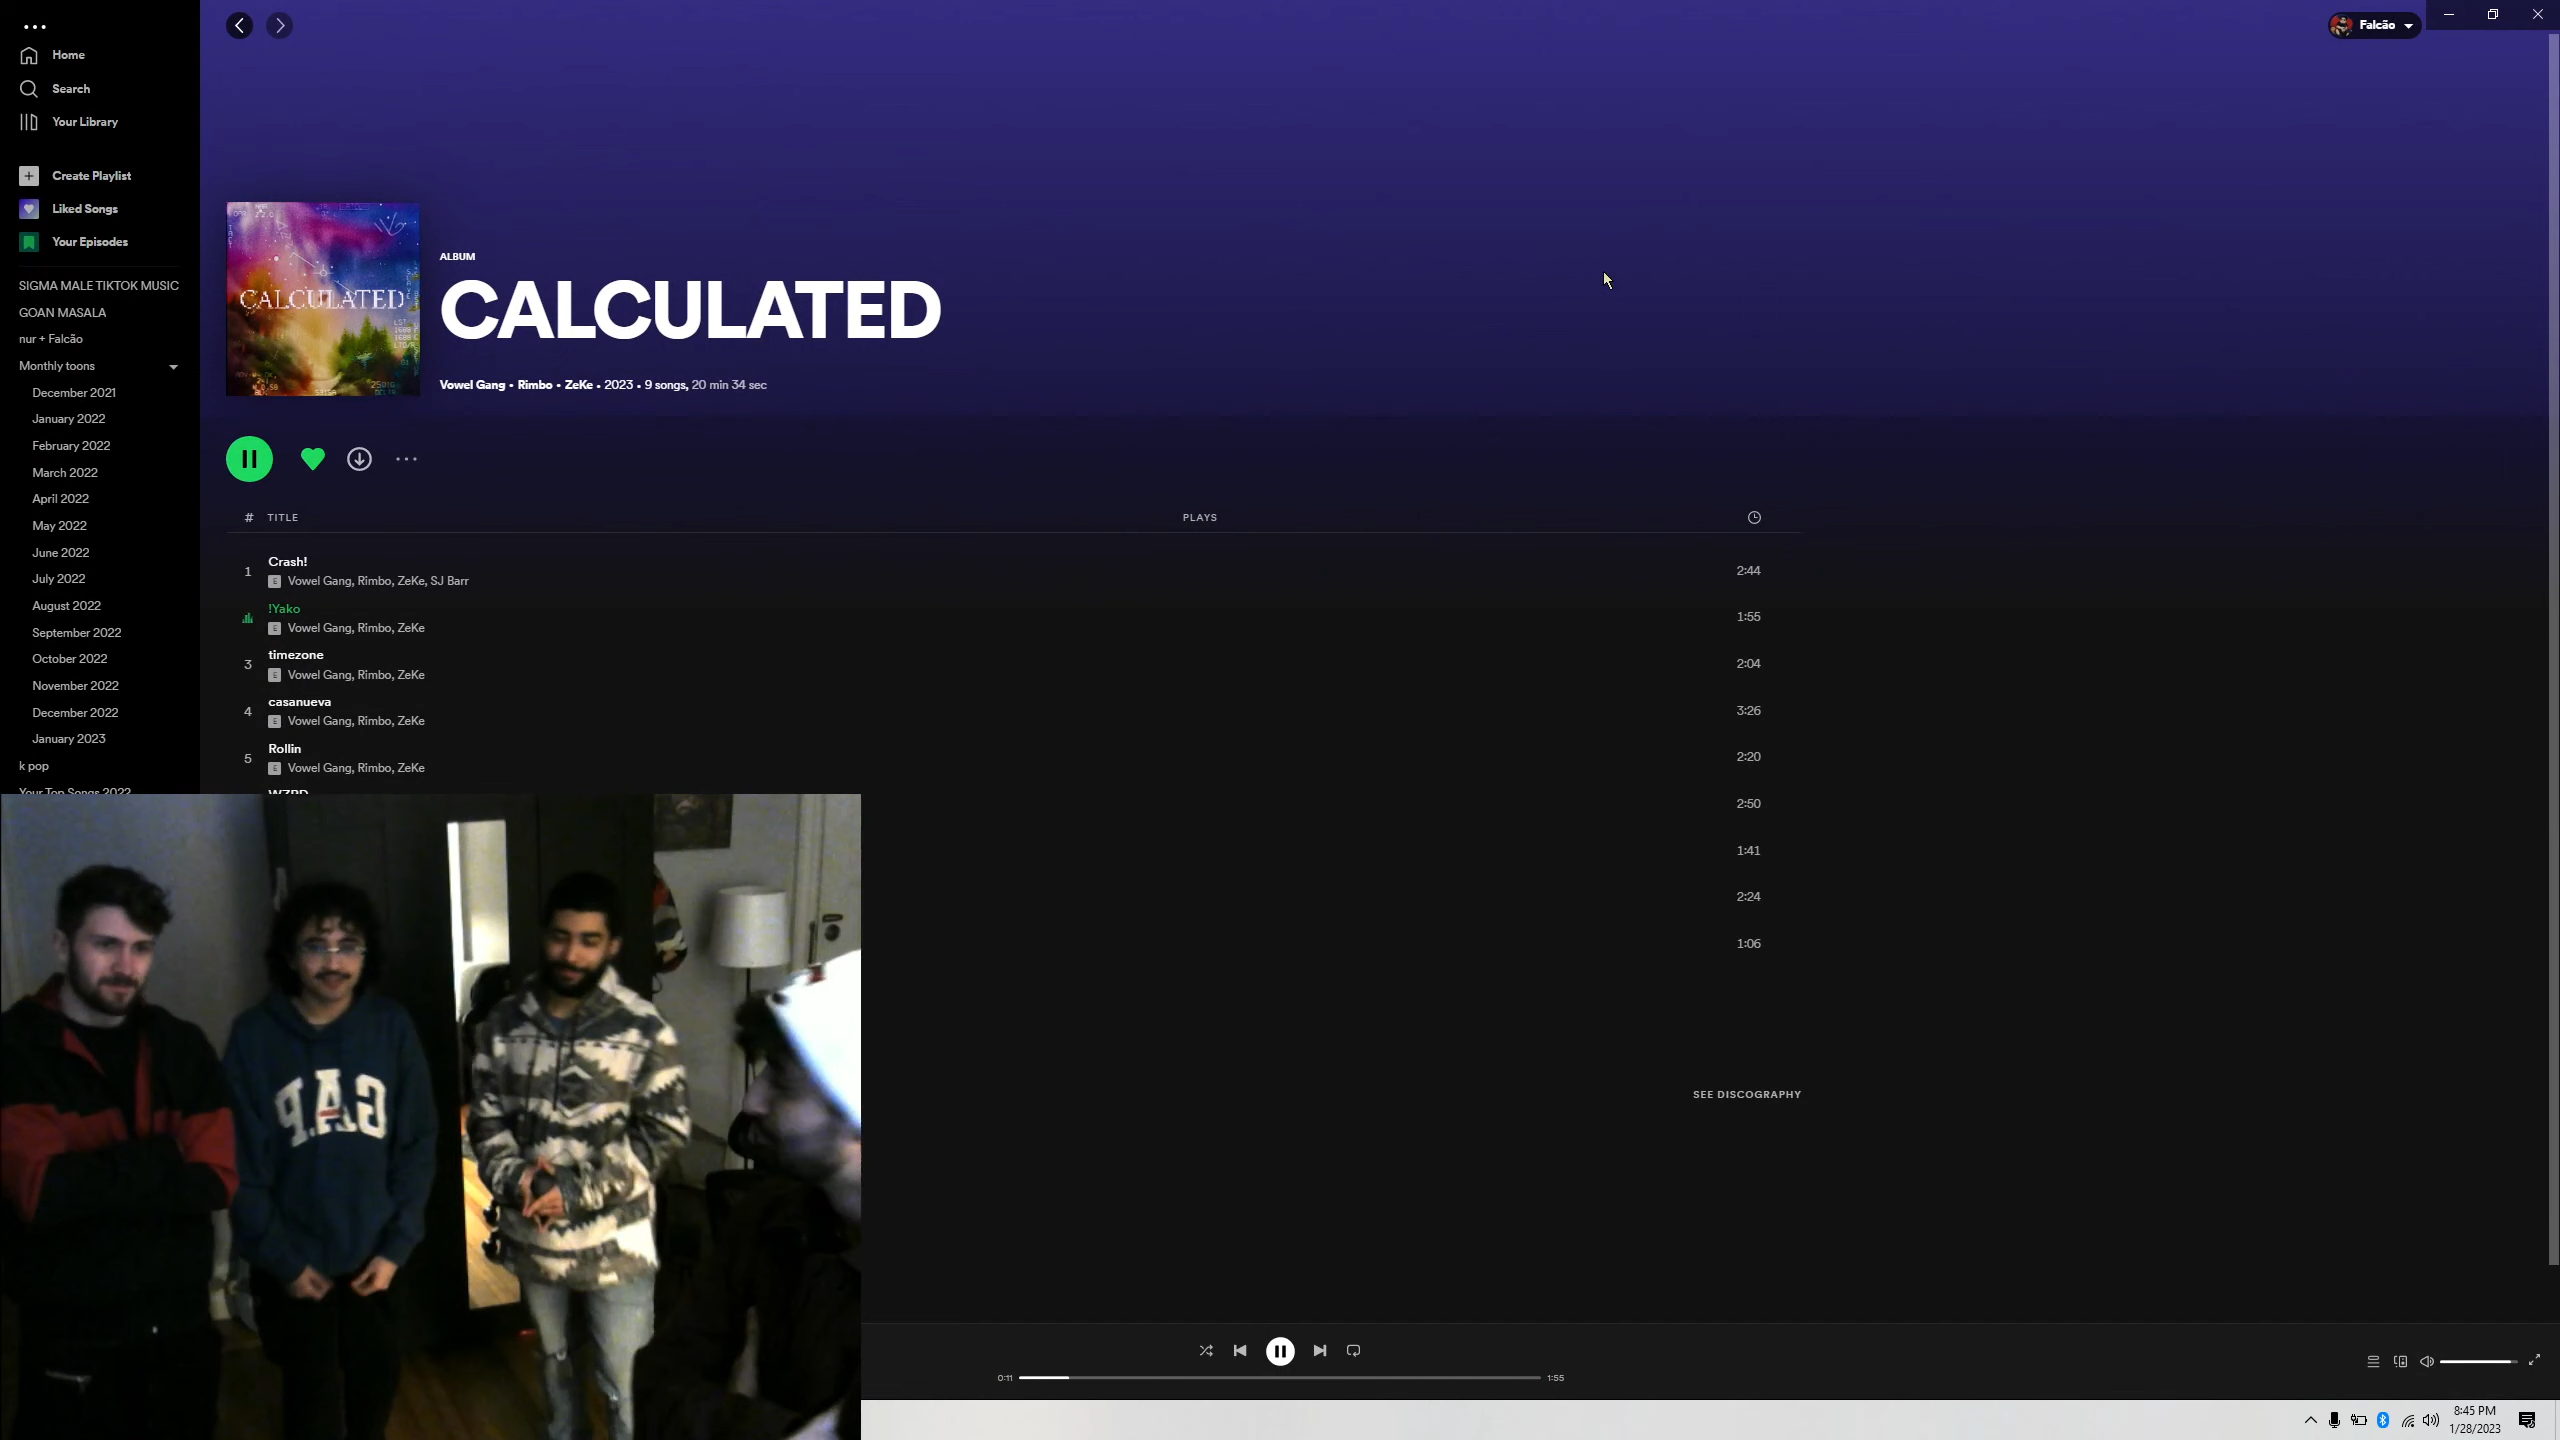 Home
Search
Your Library
Create Playlist
Liked Songs
Your Episodes
SIGMA MALE TIKTOK MUSIC
GOAN MASALA
nur + Falcão
Monthly toons
December 2021
January 2022
February 2022
March 2022
April 2022
May 2022
June 2022
July 2022
August 2022
September 2022
October 2022
November 2022
December 2022
January 2023
k pop
Your Top Songs 2022
Falcão
CALCULATED
ALBUM
CALCULATED
Vowel Gang • Rimbo • ZeKe • 2023 • 9 songs, 20 min 34 sec
# TITLE PLAYS
1 Crash! 2:44
E Vowel Gang, Rimbo, ZeKe, SJ Barr
!Yako 1:55
E Vowel Gang, Rimbo, ZeKe
3 timezone 2:04
E Vowel Gang, Rimbo, ZeKe
4 casanueva 3:26
E Vowel Gang, Rimbo, ZeKe
5 Rollin 2:20
E Vowel Gang, Rimbo, ZeKe
2:50
1:41
2:24
1:06
SEE DISCOGRAPHY
GAP
0:11 1:55
8:45 PM
1/28/2023